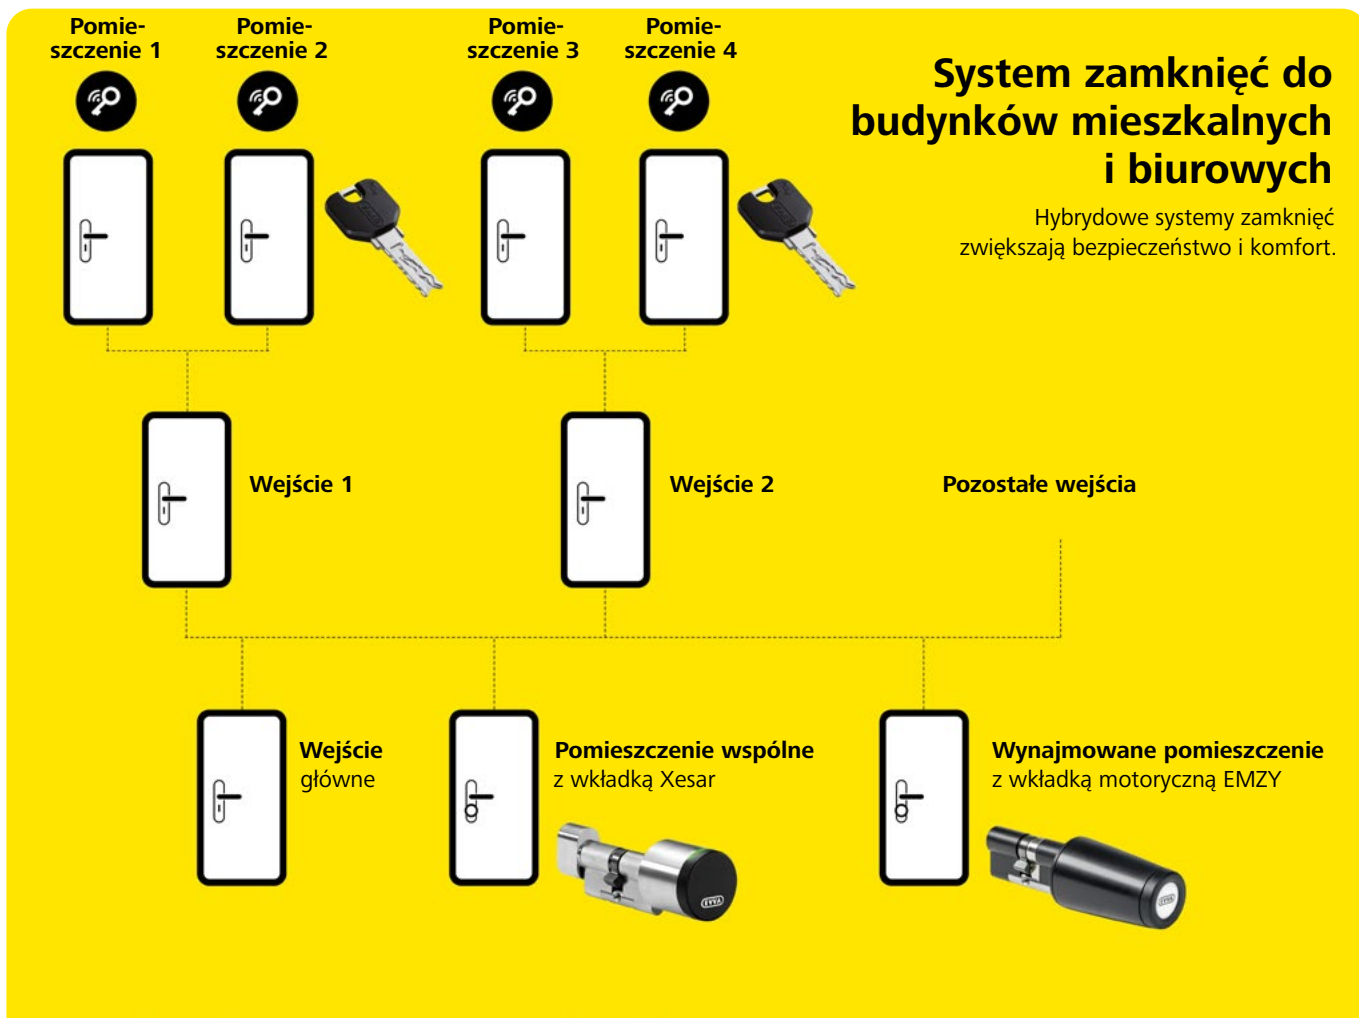 Pomie-
szczenie 1
Pomie-
szczenie 2
Pomie-
szczenie 3
Pomie-
szczenie 4
System zamknięć do
budynków mieszkalnych
i biurowych
Hybrydowe systemy zamknięć
zwiększają bezpieczeństwo i komfort.
Wejście 1
Wejście 2
Pozostałe wejścia
Wejście
główne
Pomieszczenie wspólne
z wkładką Xesar
Wynajmowane pomieszczenie
z wkładką motoryczną EMZY
EVVA
EVVA